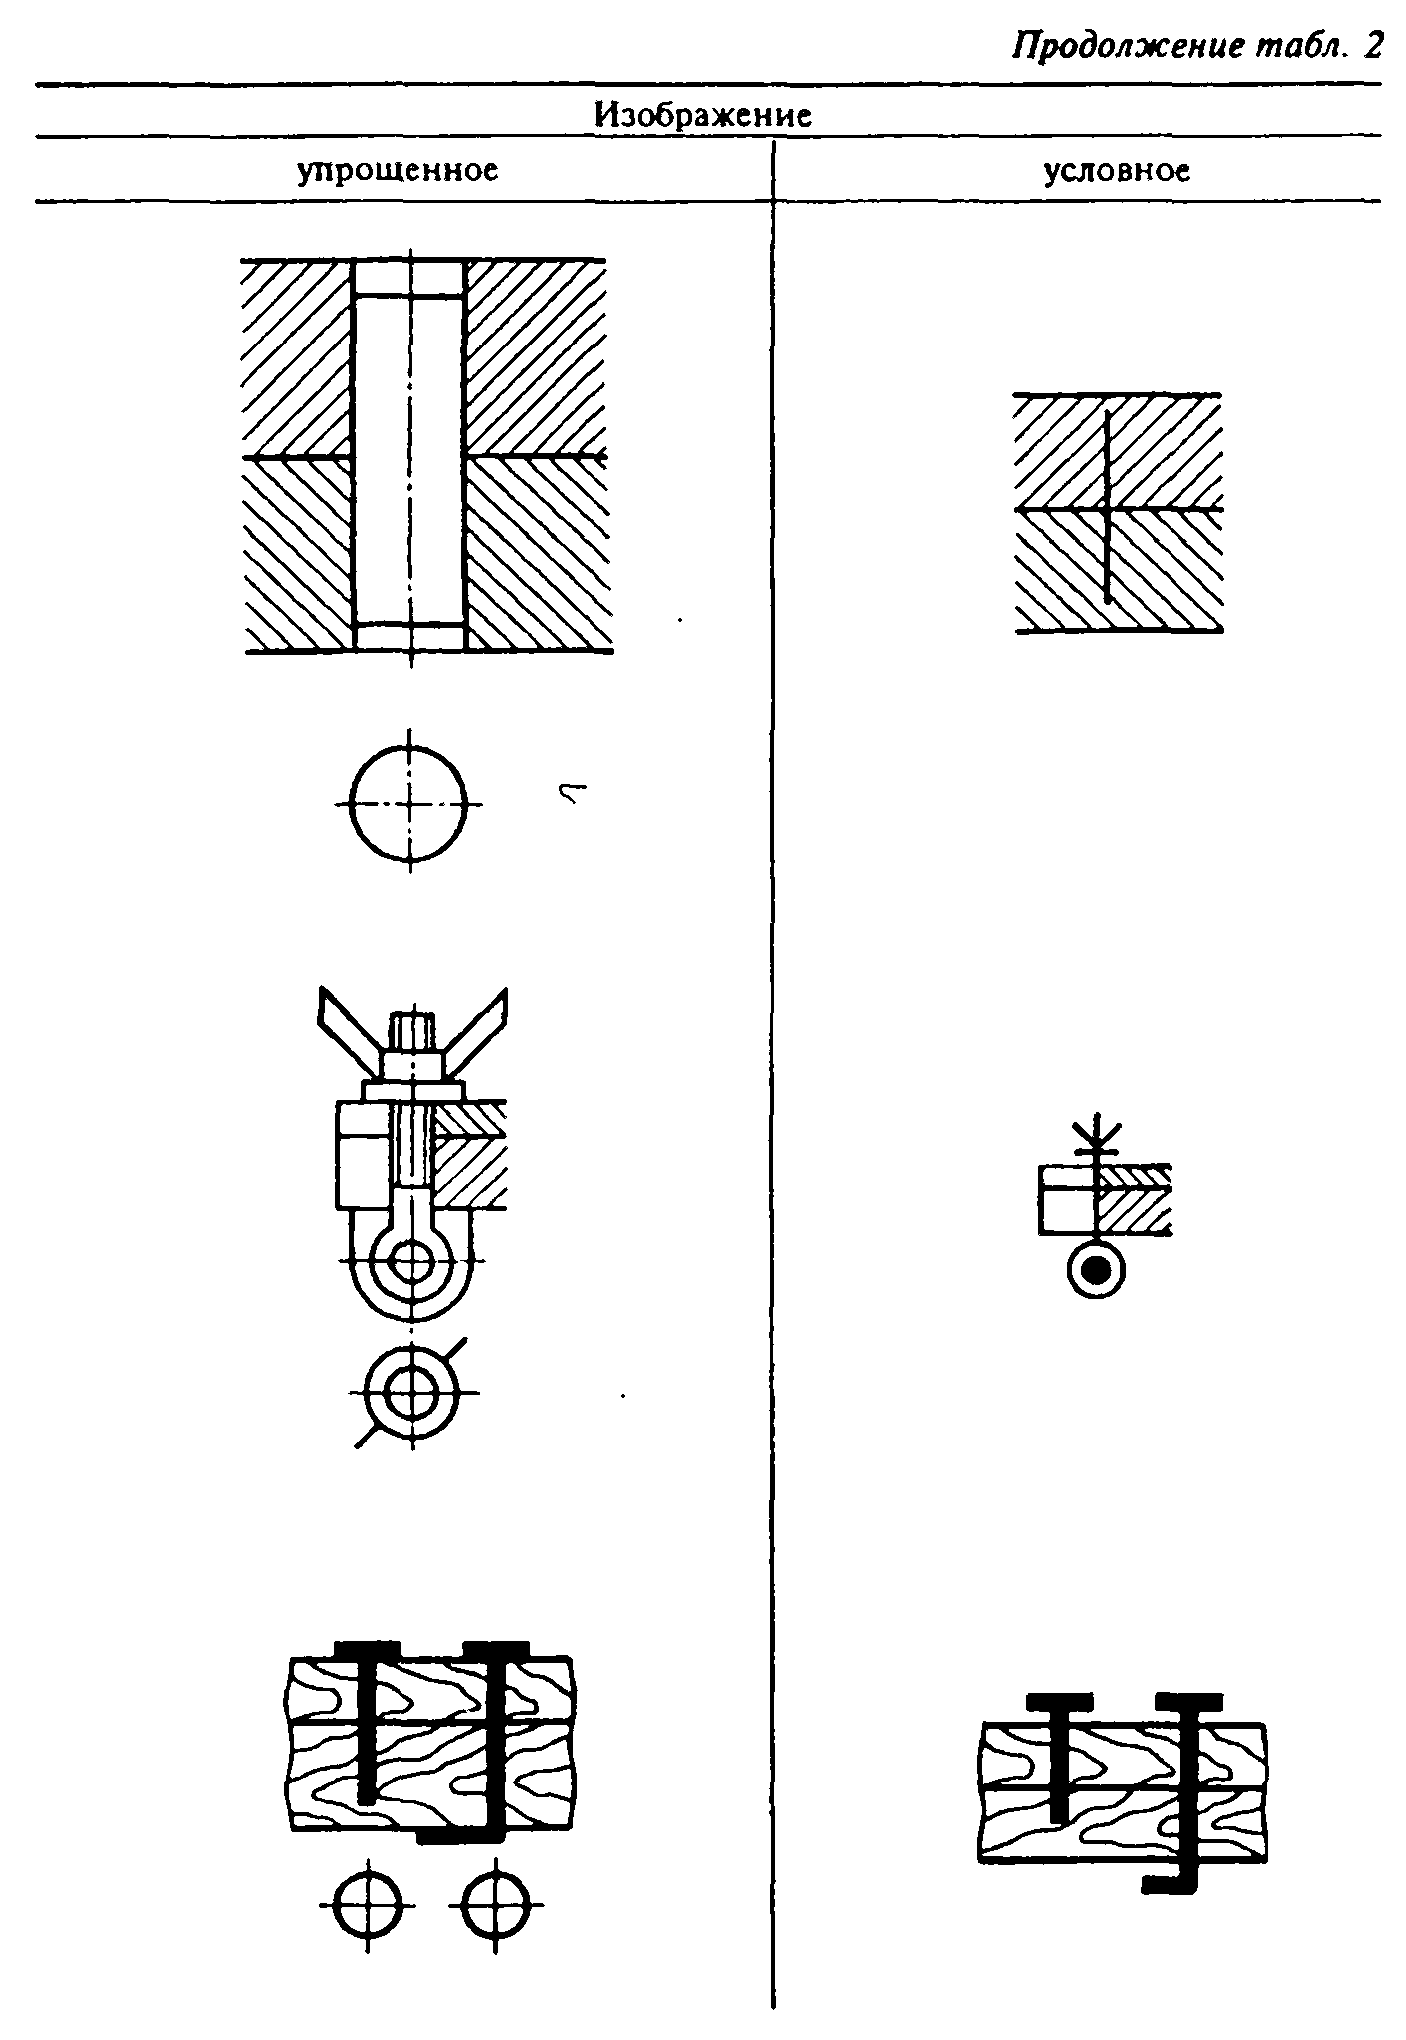 Продолжение табл. 2
Изображение
упрощенное
условное